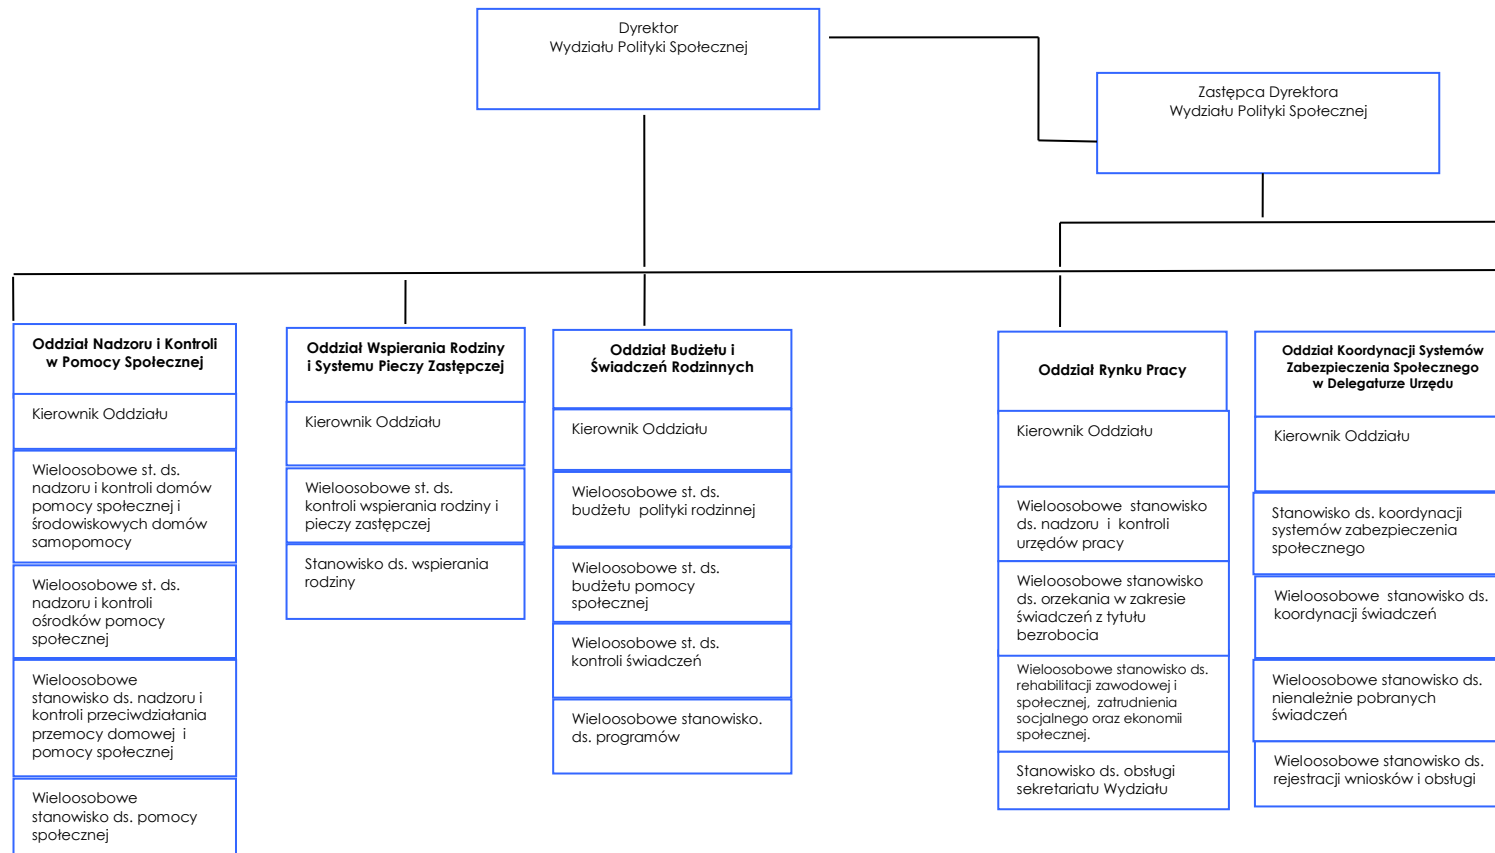 Dyrektor
Wydziału Polityki Społecznej
Zastępca Dyrektora
Wydziału Polityki Społecznej
Oddział Nadzoru i Kontroli
w Pomocy Społecznej
Kierownik Oddziału
Wieloosobowe st. ds.
nadzoru i kontroli domów
pomocy społecznej i
środowiskowych domów
samopomocy
Wieloosobowe st. ds.
nadzoru i kontroli
ośrodków pomocy
społecznej
Wieloosobowe
stanowisko ds. nadzoru i
kontroli przeciwdziałania
przemocy domowej i
pomocy społecznej
Wieloosobowe
stanowisko ds. pomocy
społecznej
Oddział Wspierania Rodziny
i Systemu Pieczy Zastępczej
Kierownik Oddziału
Wieloosobowe st. ds.
kontroli wspierania rodziny i
pieczy zastępczej
Stanowisko ds. wspierania
rodziny
Oddział Budżetu i
Świadczeń Rodzinnych
Kierownik Oddziału
Wieloosobowe st. ds.
budżetu polityki rodzinnej
Wieloosobowe st. ds.
budżetu pomocy
społecznej
Wieloosobowe st. ds.
kontroli świadczeń
Wieloosobowe stanowisko.
ds. programów
Oddział Rynku Pracy
Kierownik Oddziału
Wieloosobowe stanowisko
ds. nadzoru i kontroli
urzędów pracy
Wieloosobowe stanowisko
ds. orzekania w zakresie
świadczeń z tytułu
bezrobocia
Wieloosobowe stanowisko ds.
rehabilitacji zawodowej i
społecznej, zatrudnienia
socjalnego oraz ekonomii
społecznej.
Stanowisko ds. obsługi
sekretariatu Wydziału
Oddział Koordynacji Systemów
Zabezpieczenia Społecznego
w Delegaturze Urzędu
Kierownik Oddziału
Stanowisko ds. koordynacji
systemów zabezpieczenia
społecznego
Wieloosobowe stanowisko ds.
koordynacji świadczeń
Wieloosobowe stanowisko ds.
nienależnie pobranych
świadczeń
Wieloosobowe stanowisko ds.
rejestracji wniosków i obsługi